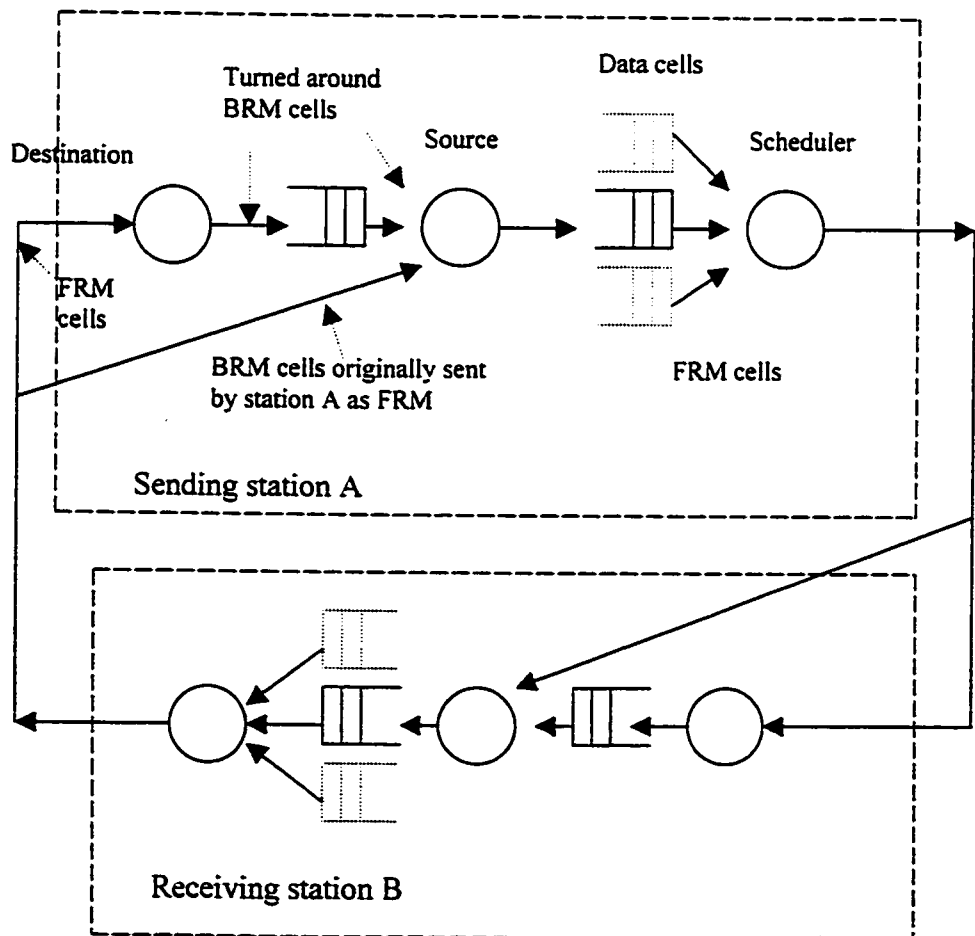 Turned around
BRM cells
Data cells
Source
Scheduler
Destination
FRM
cells
BRM cells originally sent
by station A as FRM
FRM cells
Sending station A
Receiving station B